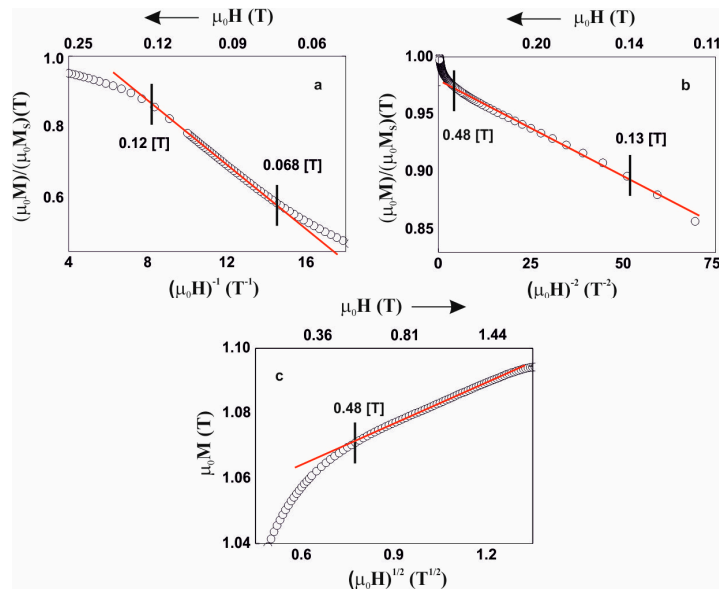 μ₀H (T)
0.25 0.12 0.09 0.06
1.0
0.8
0.6
(μ₀M)/(μ₀Mₛ)(T)
a
0.12 [T]
0.068 [T]
4 8 12 16
(μ₀H)⁻¹ (T⁻¹)
μ₀H (T)
0.20 0.14 0.11
1.00
0.975
0.90
0.85
(μ₀M)/(μ₀Mₛ)(T)
b
0.48 [T]
0.13 [T]
0 25 50 75
(μ₀H)⁻² (T⁻²)
μ₀H (T)
0.36 0.81 1.44
1.10
1.08
1.06
1.04
μ₀M (T)
c
0.48 [T]
0.6 0.9 1.2
(μ₀H)¹/² (T¹/²)